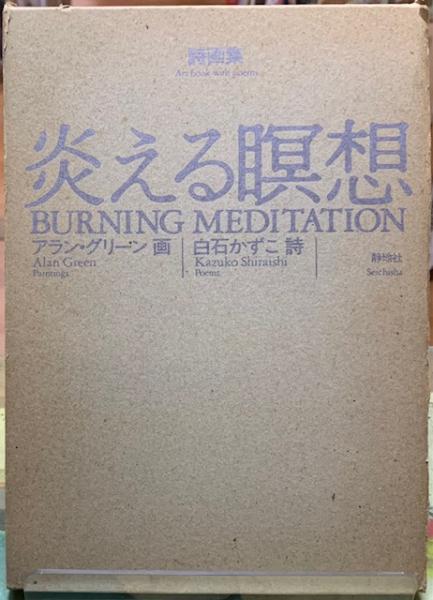 詩画集
Art book with poems
炎える瞑想
BURNING MEDITATION
アラン・グリーン 画
Alan Green
Paintings
白石かずこ 詩
Kazuko Shiraishi
Poems
静地社
Seichisha